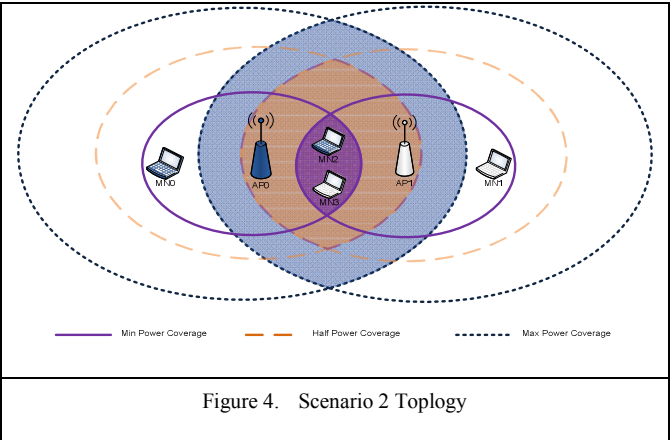 MN2
MN0
AP0
AP1
MN1
MN3
Min Power Coverage
Half Power Coverage
Max Power Coverage
Figure 4. Scenario 2 Toplogy